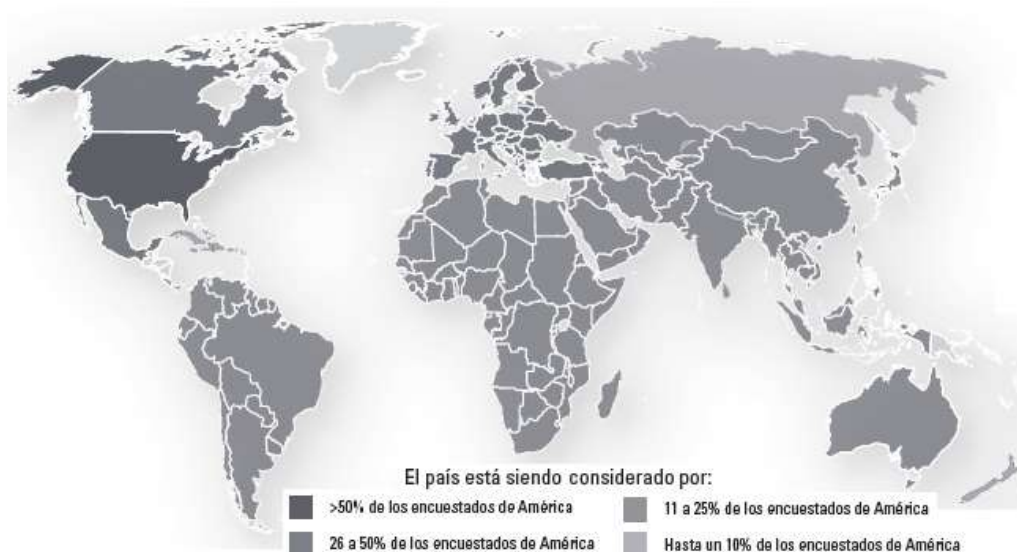 El país está siendo considerado por:
>50% de los encuestados de América
11 a 25% de los encuestados de América
26 a 50% de los encuestados de América
Hasta un 10% de los encuestados de América